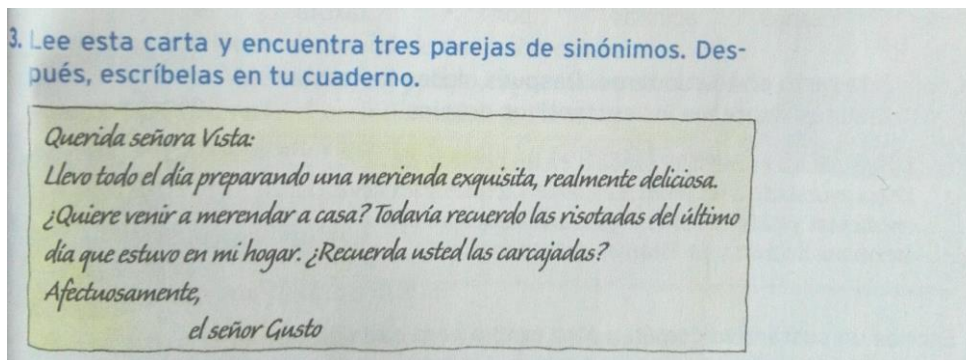 3. Lee esta carta y encuentra tres parejas de sinónimos. Des-
pués, escríbelas en tu cuaderno.
Querida señora Vista:
Llevo todo el día preparando una merienda exquisita, realmente deliciosa.
¿Quiere venir a merendar a casa? Todavía recuerdo las risotadas del último
día que estuvo en mi hogar. ¿Recuerda usted las carcajadas?
Afectuosamente,
el señor Gusto